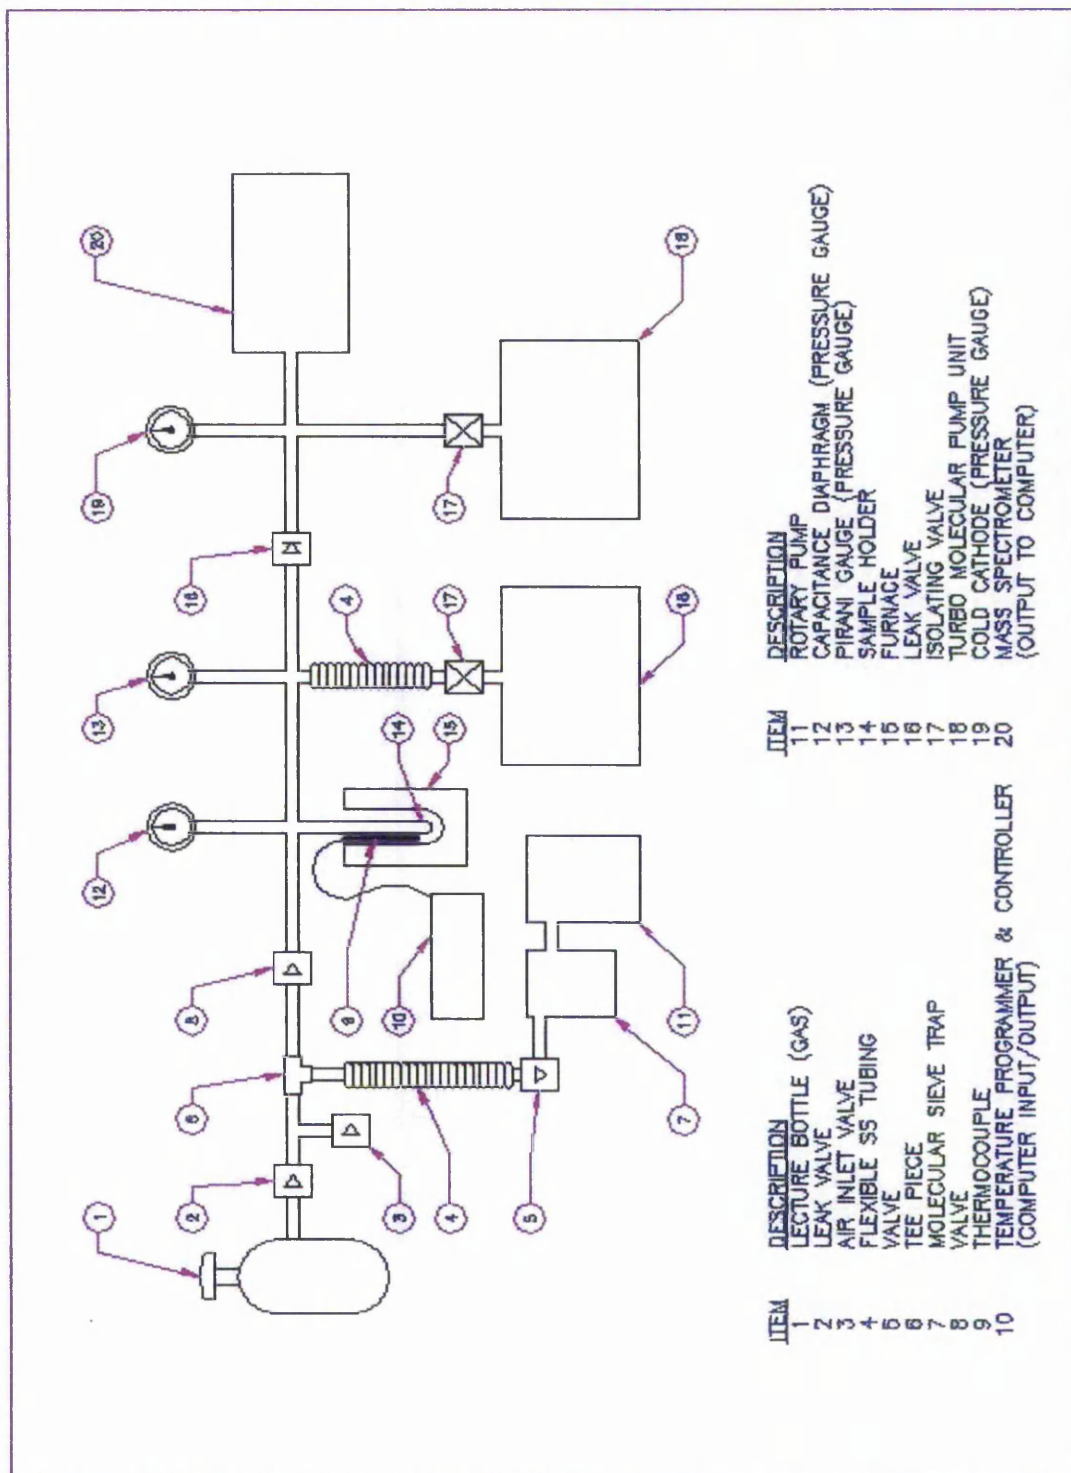 1
12
13
19
20
2
6
8
16
9
4
3
10
14
4
15
17
17
5
7
11
18
18
ITEM DESCRIPTION
1 LECTURE BOTTLE (GAS)
2 LEAK VALVE
3 AIR INLET VALVE
4 FLEXIBLE SS TUBING
5 VALVE
6 TEE PIECE
7 MOLECULAR SIEVE TRAP
8 VALVE
9 THERMOCOUPLE
10 TEMPERATURE PROGRAMMER & CONTROLLER
(COMPUTER INPUT/OUTPUT)
ITEM DESCRIPTION
11 ROTARY PUMP
12 CAPACITANCE DIAPHRAGM (PRESSURE GAUGE)
13 PIRANI GAUGE (PRESSURE GAUGE)
14 SAMPLE HOLDER
15 FURNACE
16 LEAK VALVE
17 ISOLATING VALVE
18 TURBO MOLECULAR PUMP UNIT
19 COLD CATHODE (PRESSURE GAUGE)
20 MASS SPECTROMETER
(OUTPUT TO COMPUTER)